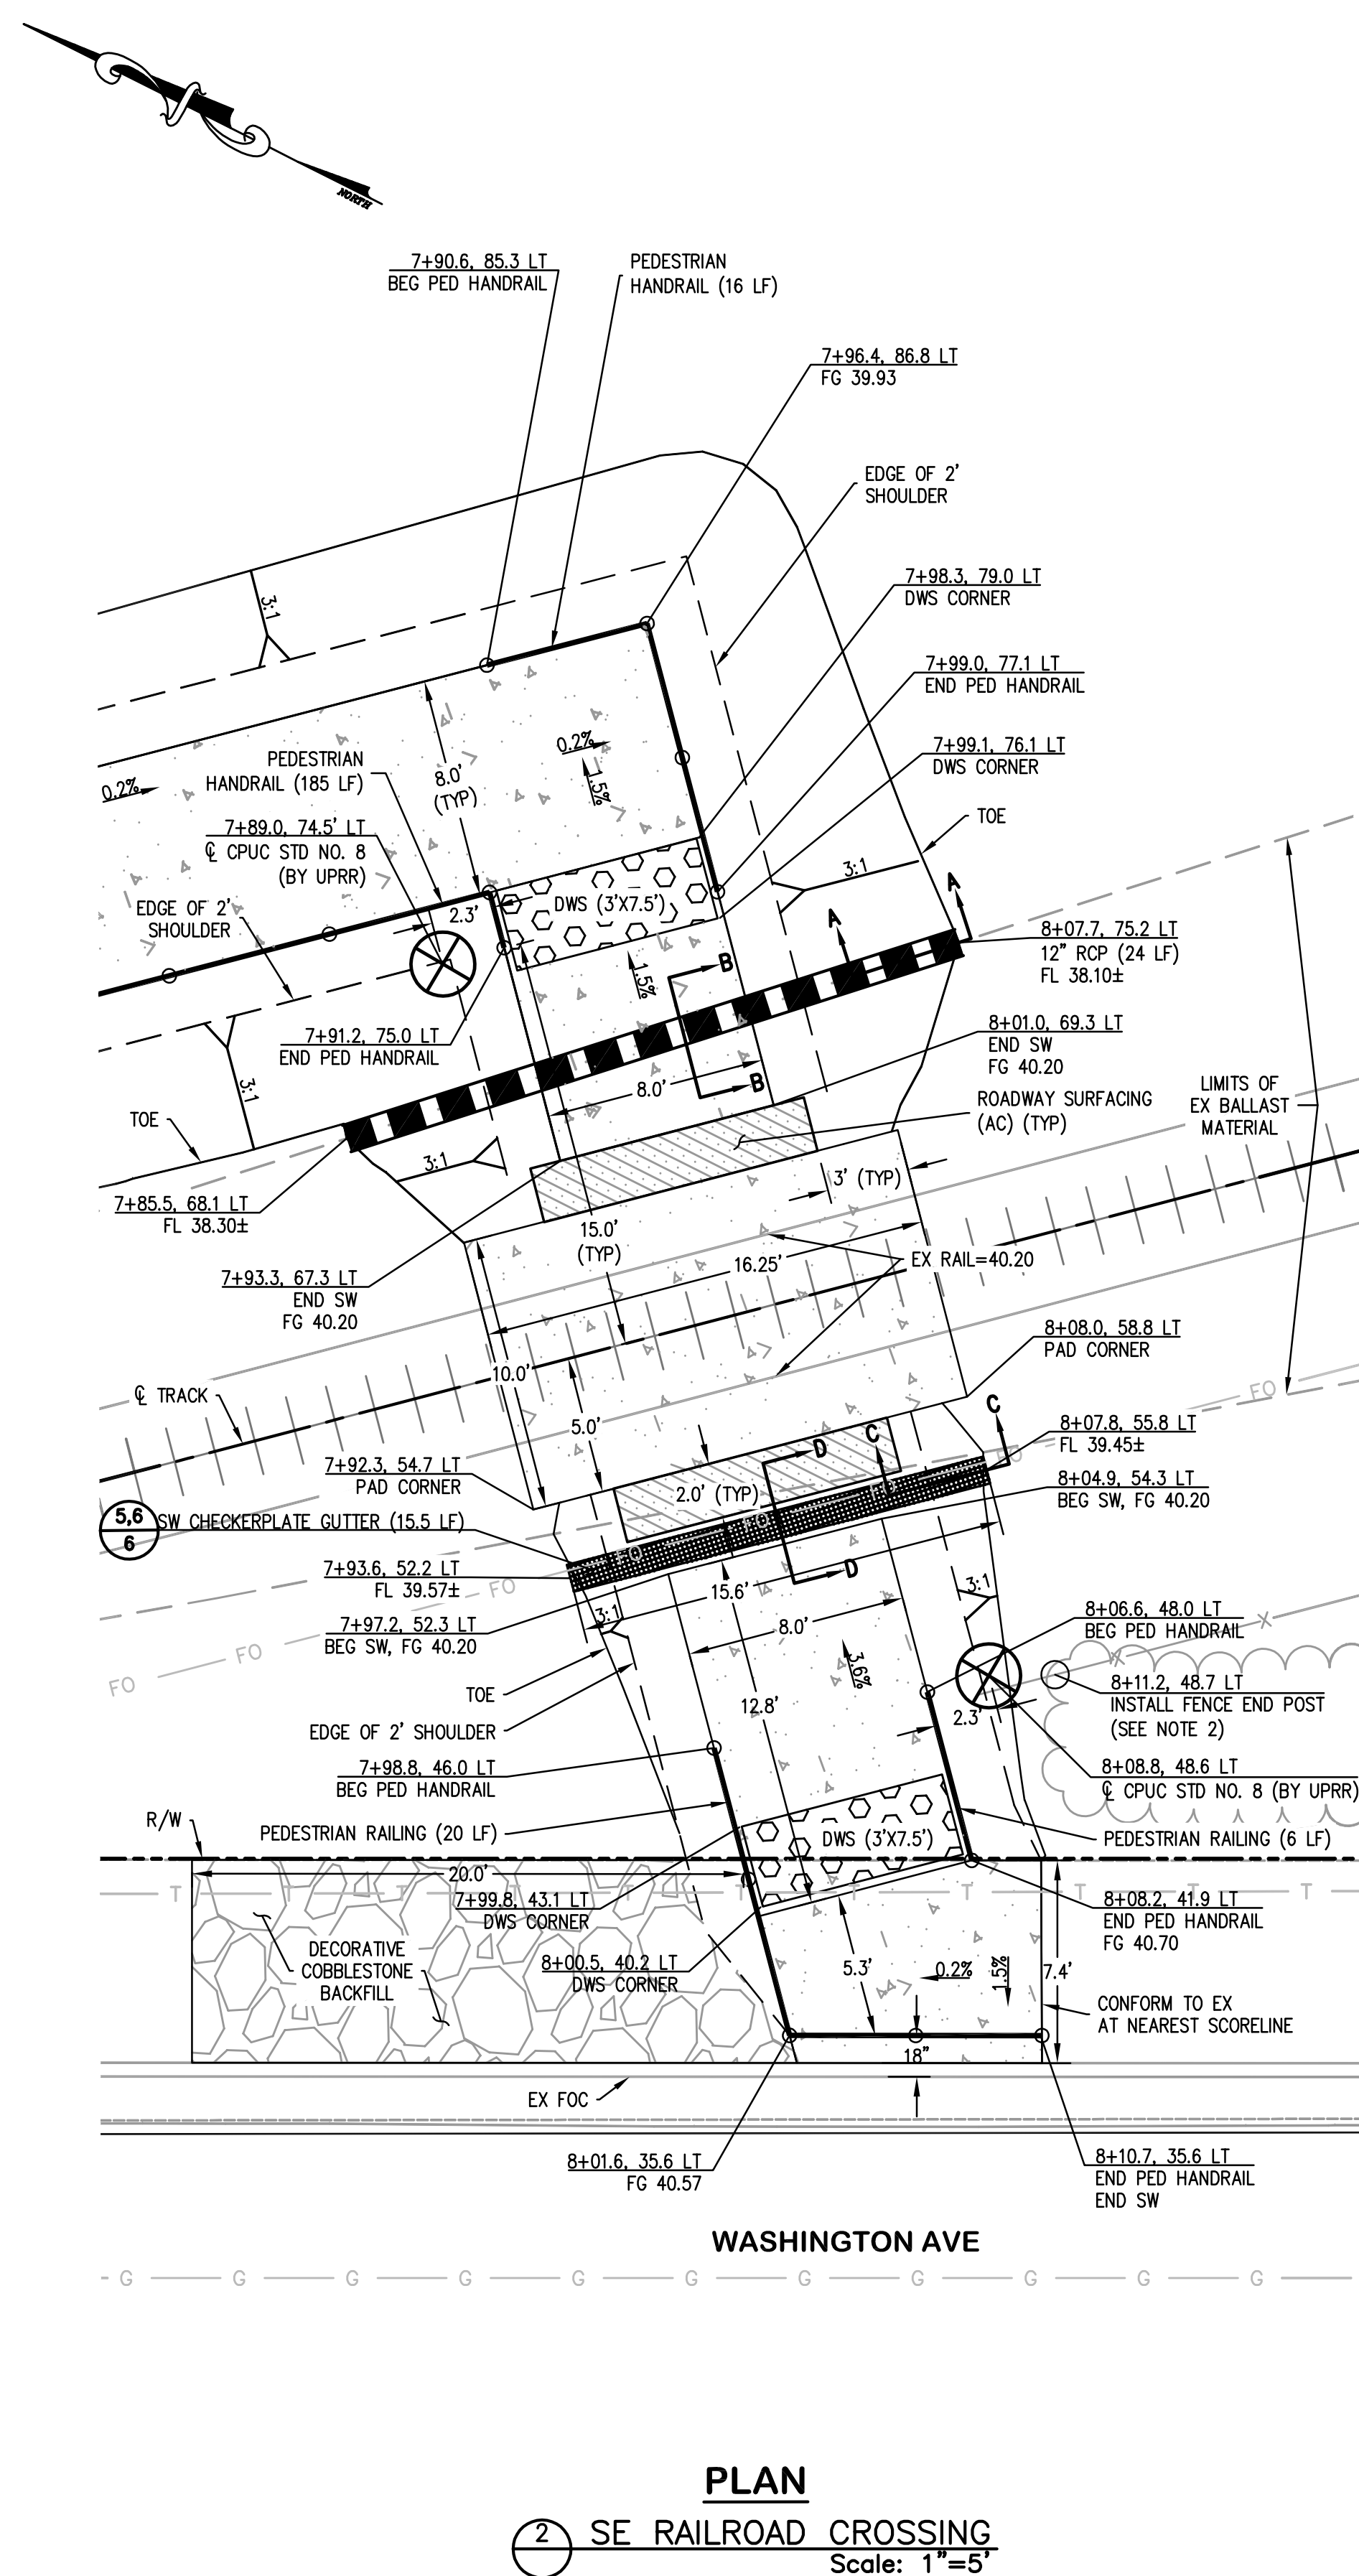 NORTH
7+90.6, 85.3 LT
BEG PED HANDRAIL
PEDESTRIAN
HANDRAIL (16 LF)
7+96.4, 86.8 LT
FG 39.93
EDGE OF 2'
SHOULDER
3:1
7+98.3, 79.0 LT
DWS CORNER
7+99.0, 77.1 LT
END PED HANDRAIL
7+99.1, 76.1 LT
DWS CORNER
0.2%
1.5%
PEDESTRIAN
HANDRAIL (185 LF)
8.0'
(TYP)
0.2%
7+89.0, 74.5' LT
℄ CPUC STD NO. 8
(BY UPRR)
TOE
3:1
EDGE OF 2'
SHOULDER
2.3'
DWS (3'X7.5')
A
A
8+07.7, 75.2 LT
12" RCP (24 LF)
FL 38.10±
1.5%
B
7+91.2, 75.0 LT
END PED HANDRAIL
8+01.0, 69.3 LT
END SW
FG 40.20
3:1
8.0'
B
ROADWAY SURFACING
(AC) (TYP)
LIMITS OF
EX BALLAST
MATERIAL
TOE
3:1
3' (TYP)
7+85.5, 68.1 LT
FL 38.30±
15.0'
(TYP)
16.25'
EX RAIL=40.20
7+93.3, 67.3 LT
END SW
FG 40.20
8+08.0, 58.8 LT
PAD CORNER
10.0'
℄ TRACK
FO
5.0'
C
8+07.8, 55.8 LT
FL 39.45±
C
D
7+92.3, 54.7 LT
PAD CORNER
FO
2.0' (TYP)
FO
8+04.9, 54.3 LT
BEG SW, FG 40.20
5,6
6
SW CHECKERPLATE GUTTER (15.5 LF)
FO
FO
7+93.6, 52.2 LT
FL 39.57±
FO
D
15.6'
3:1
3:1
8.0'
8+06.6, 48.0 LT
BEG PED HANDRAIL
X
7+97.2, 52.3 LT
BEG SW, FG 40.20
FO
FO
3.6%
X
8+11.2, 48.7 LT
INSTALL FENCE END POST
(SEE NOTE 2)
TOE
12.8'
2.3'
EDGE OF 2' SHOULDER
7+98.8, 46.0 LT
BEG PED HANDRAIL
8+08.8, 48.6 LT
℄ CPUC STD NO. 8 (BY UPRR)
R/W
PEDESTRIAN RAILING (20 LF)
DWS (3'X7.5')
PEDESTRIAN RAILING (6 LF)
20.0'
T T T T T T T T T T T
7+99.8, 43.1 LT
DWS CORNER
8+08.2, 41.9 LT
END PED HANDRAIL
FG 40.70
DECORATIVE
COBBLESTONE
BACKFILL
8+00.5, 40.2 LT
DWS CORNER
5.3'
0.2%
1.5%
7.4'
CONFORM TO EX
AT NEAREST SCORELINE
18"
EX FOC
8+01.6, 35.6 LT
FG 40.57
8+10.7, 35.6 LT
END PED HANDRAIL
END SW
WASHINGTON AVE
G G G G G G G G G G G
PLAN
2 SE RAILROAD CROSSING
Scale: 1"=5'